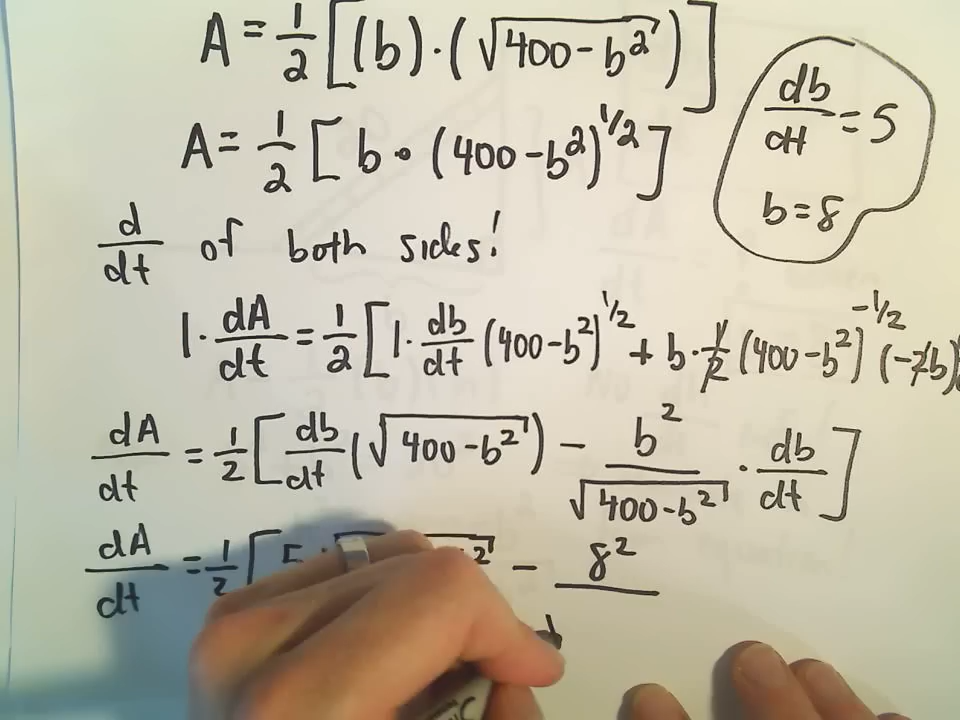 A = 1/2 [(b)·(√400-b²)]
A = 1/2 [b · (400-b²)^1/2]
db/dt = 5
b = 8
d/dt of both sides!
1· dA/dt = 1/2 [1· db/dt (400-b²)^1/2 + b· 1/2 (400-b²)^-1/2 (-2b)
dA/dt = 1/2 [db/dt (√400-b²) - b²/√400-b² · db/dt]
dA/dt = 1/2 [5 · √ ² - 8²